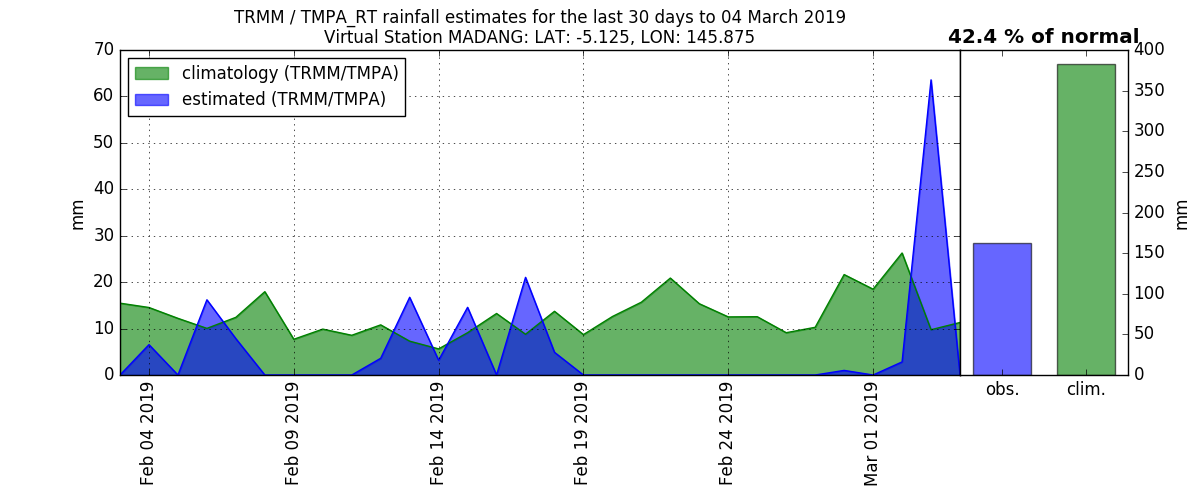 TRMM / TMPA_RT rainfall estimates for the last 30 days to 04 March 2019
Virtual Station MADANG: LAT: -5.125, LON: 145.875
42.4 % of normal
climatology (TRMM/TMPA)
estimated (TRMM/TMPA)
70
60
50
40
30
20
10
0
mm
Feb 04 2019
Feb 09 2019
Feb 14 2019
Feb 19 2019
Feb 24 2019
Mar 01 2019
obs.
clim.
400
350
300
250
200
150
100
50
0
mm